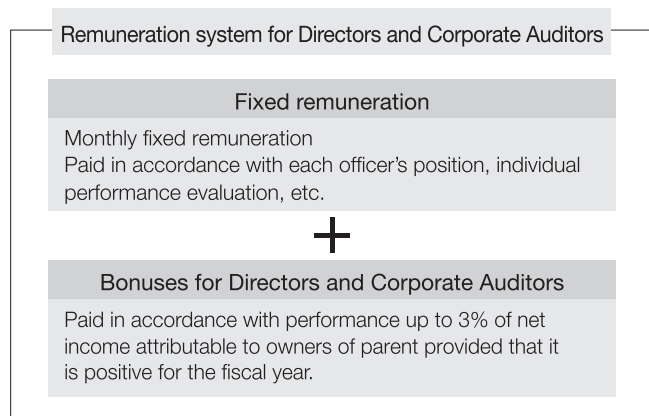 Remuneration system for Directors and Corporate Auditors
Fixed remuneration
Monthly fixed remuneration
Paid in accordance with each officer's position, individual
performance evaluation, etc.
+
Bonuses for Directors and Corporate Auditors
Paid in accordance with performance up to 3% of net
income attributable to owners of parent provided that it
is positive for the fiscal year.